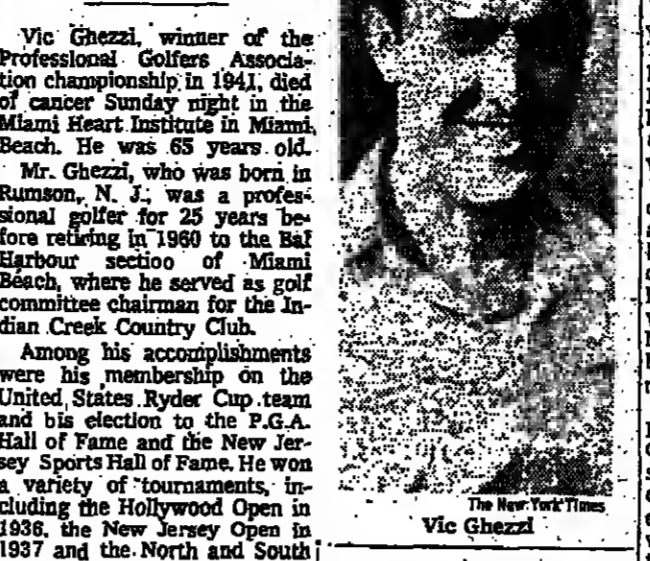 Vic Ghezzi, winner of the
Professional Golfers Associa-
tion championship in 1941, died
of cancer Sunday night in the
Miami Heart Institute in Miami
Beach. He was 65 years old.
Mr. Ghezzi, who was born in
Rumson, N. J., was a profes-
sional golfer for 25 years be-
fore retiring in 1960 to the Bal
Harbour section of Miami
Beach, where he served as golf
committee chairman for the In-
dian Creek Country Club.
Among his accomplishments
were his membership on the
United States Ryder Cup team
and his election to the P.G.A.
Hall of Fame and the New Jer-
sey Sports Hall of Fame. He won
a variety of tournaments, in-
cluding the Hollywood Open in
1936, the New Jersey Open in
1937 and the North and South
The New York Times
Vic Ghezzi